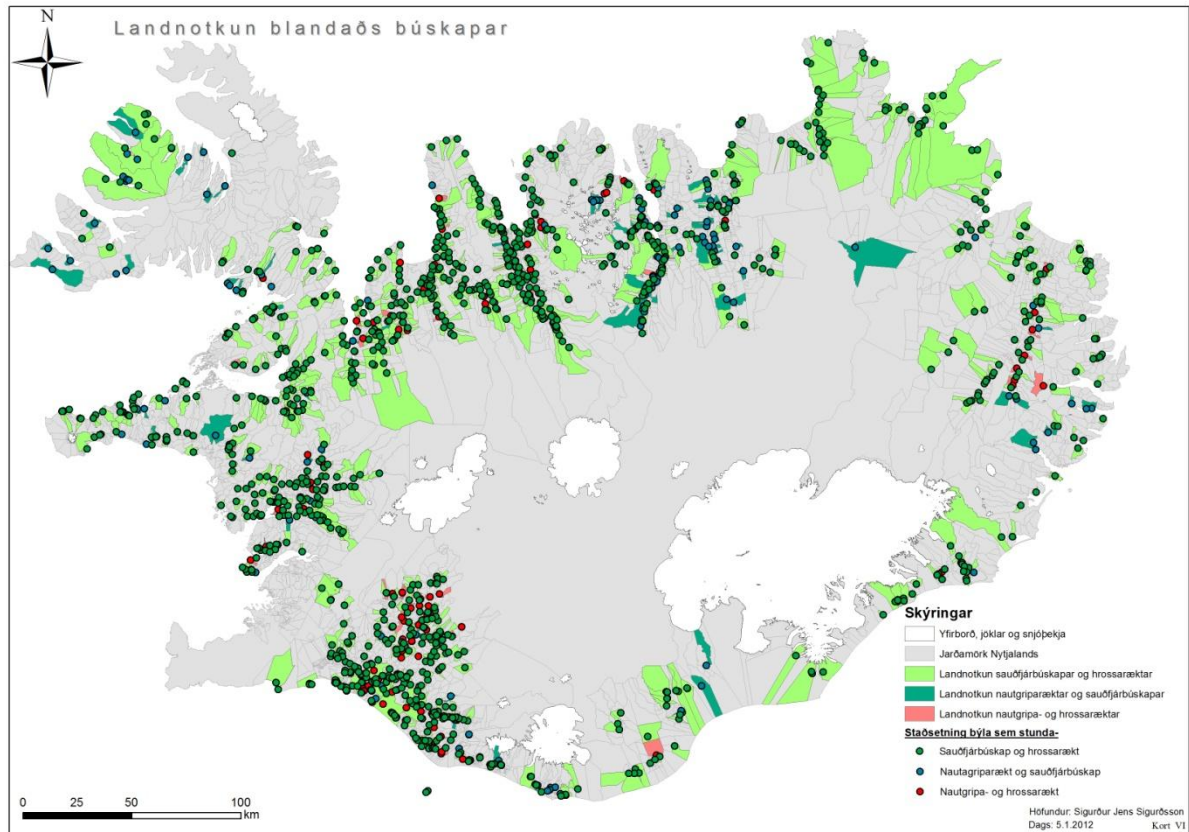 N
Landnotkun blandaðs búskapar
Skýringar
Yfirborð, jöklar og snjóþekja
Jarðamörk Nytjalands
Landnotkun sauðfjárbúskapar og hrossaræktar
Landnotkun nautgriparæktar og sauðfjárbúskapar
Landnotkun nautgripa- og hrossaræktar
Staðsetning býla sem stunda-
Sauðfjárbúskap og hrossarækt
Nautagriparækt og sauðfjárbúskap
Nautgripa- og hrossarækt
0 25 50 100
km
Höfundur: Sigurður Jens Sigurðsson
Dags: 5.1.2012 Kort VI